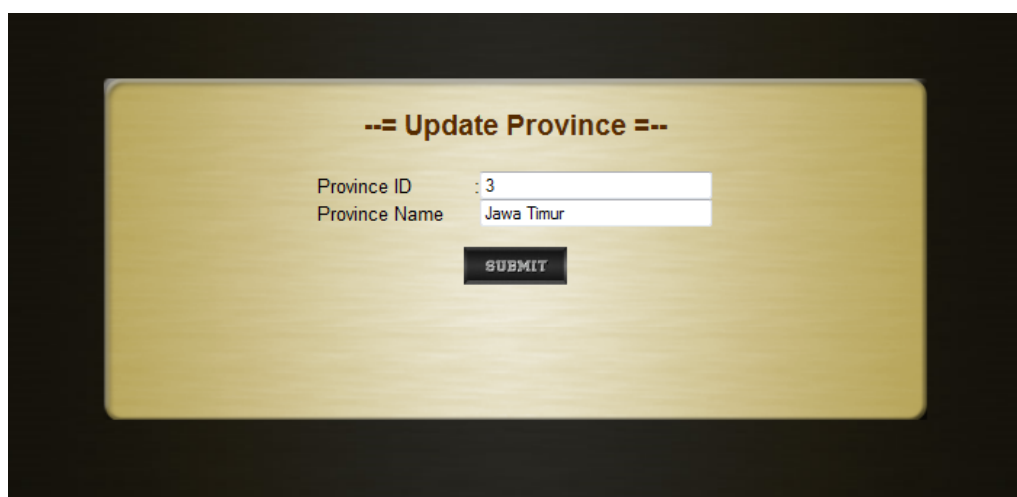 --= Update Province =--
Province ID : 3
Province Name Jawa Timur
SUBMIT